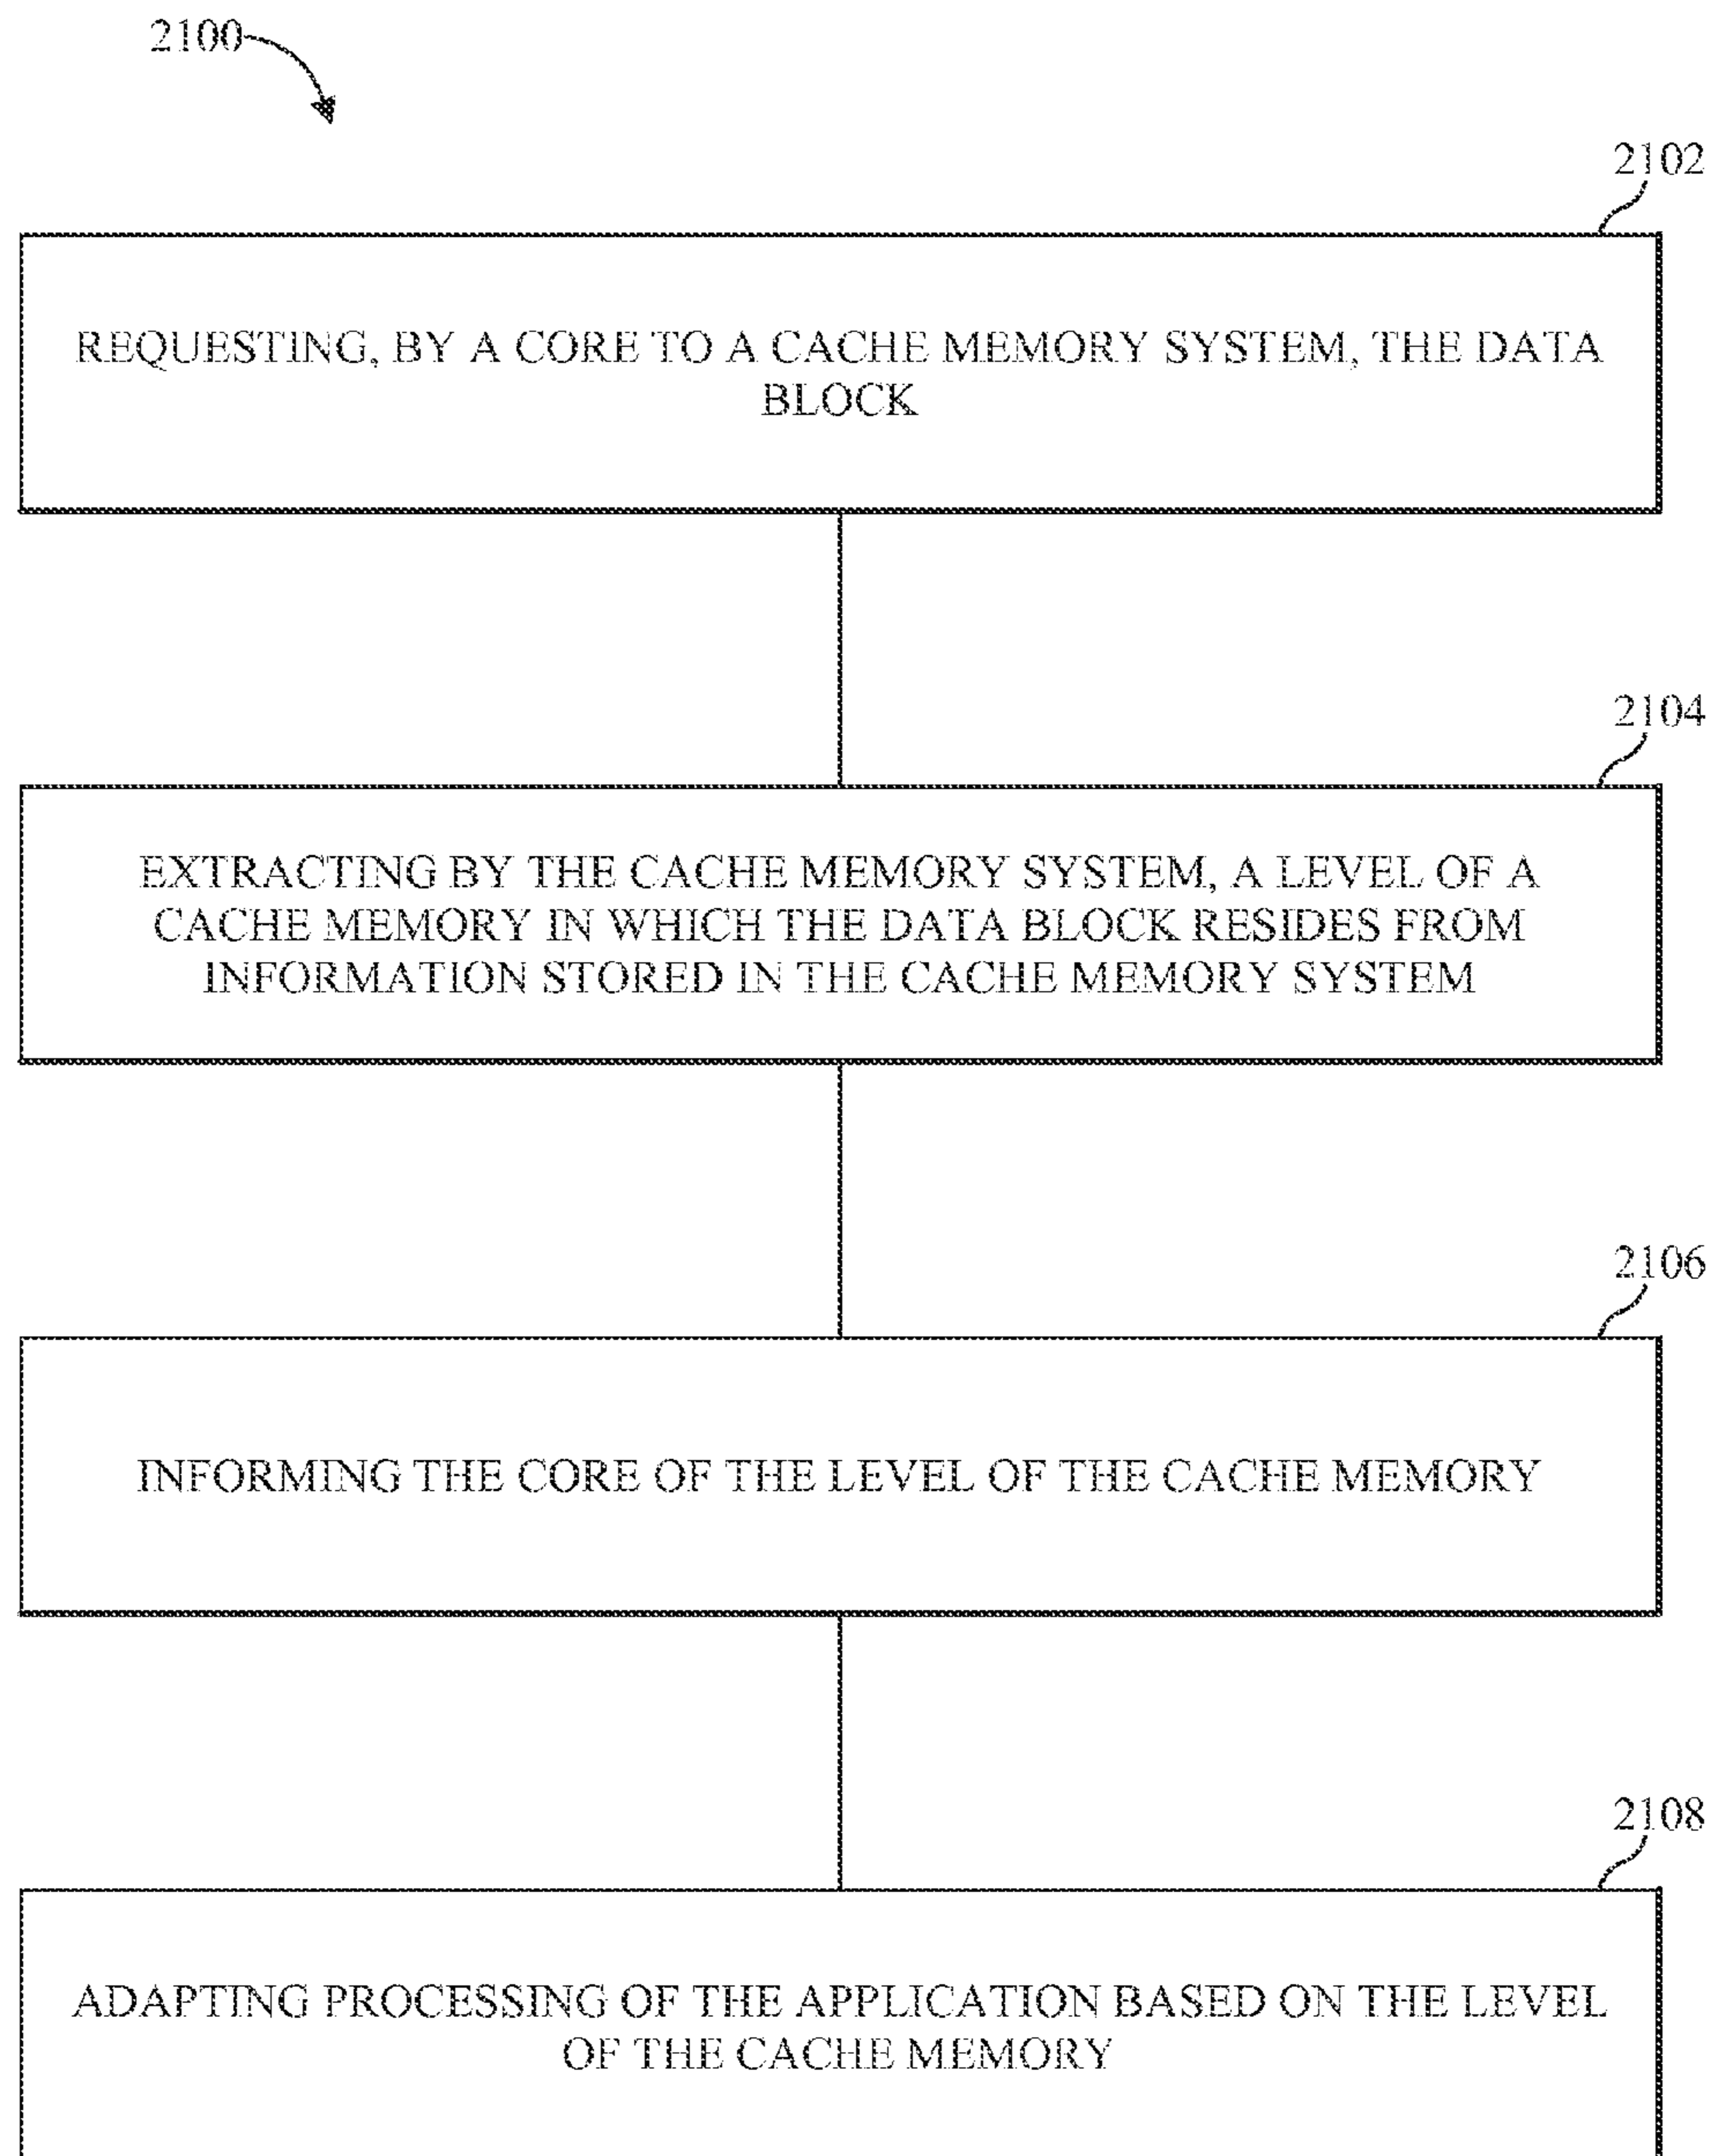 2100
2102
REQUESTING, BY A CORE TO A CACHE MEMORY SYSTEM, THE DATA
BLOCK
2104
EXTRACTING BY THE CACHE MEMORY SYSTEM, A LEVEL OF A
CACHE MEMORY IN WHICH THE DATA BLOCK RESIDES FROM
INFORMATION STORED IN THE CACHE MEMORY SYSTEM
2106
INFORMING THE CORE OF THE LEVEL OF THE CACHE MEMORY
2108
ADAPTING PROCESSING OF THE APPLICATION BASED ON THE LEVEL
OF THE CACHE MEMORY